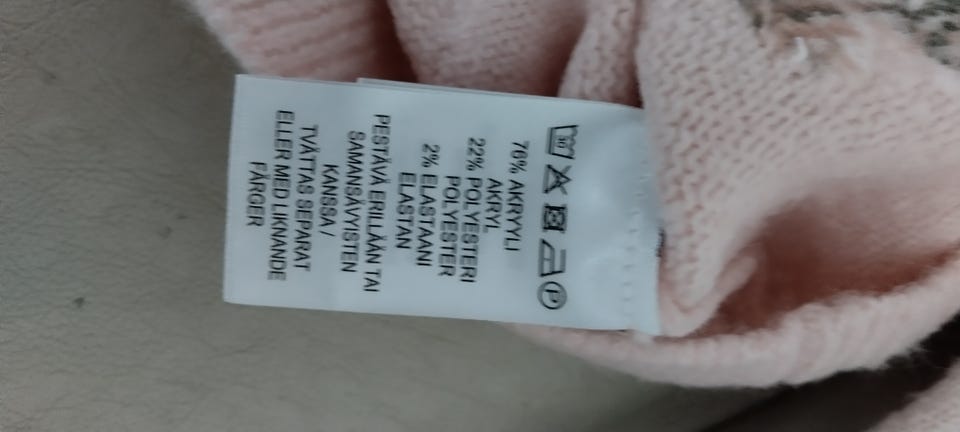 30
P
76% AKRYYLI
AKRYL
22% POLYESTERI
POLYESTER
2% ELASTAANI
ELASTAN
PESTÄVÄ ERILLÄÄN TAI
SAMANSÄVYISTEN
KANSSA /
TVÄTTAS SEPARAT
ELLER MED LIKNANDE
FÄRGER